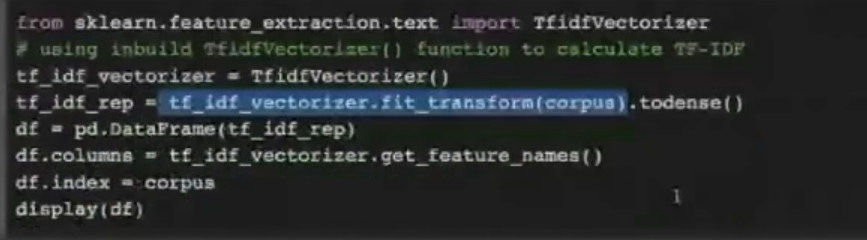 from sklearn.feature_extraction.text import TfidfVectorizer
# using inbuild TfidfVectorizer() function to calculate TF-IDF
tf_idf_vectorizer = TfidfVectorizer()
tf_idf_rep = tf_idf_vectorizer.fit_transform(corpus).todense()
df = pd.DataFrame(tf_idf_rep)
df.columns = tf_idf_vectorizer.get_feature_names()
df.index = corpus
display(df)